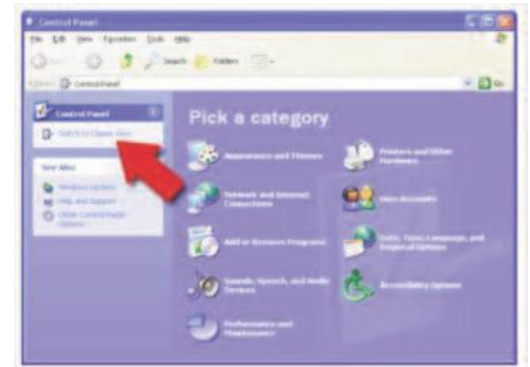 Control Panel
File Edit View Favorites Tools Help
Search Folders
Control Panel
Go
Control Panel
Switch to Classic View
See Also
Windows Update
Help and Support
Other Control Panel
Options
Pick a category
Appearance and Themes
Printers and Other
Hardware
Network and Internet
Connections
User Accounts
Add or Remove Programs
Date, Time, Language, and
Regional Options
Sounds, Speech, and Audio
Devices
Accessibility Options
Performance and
Maintenance